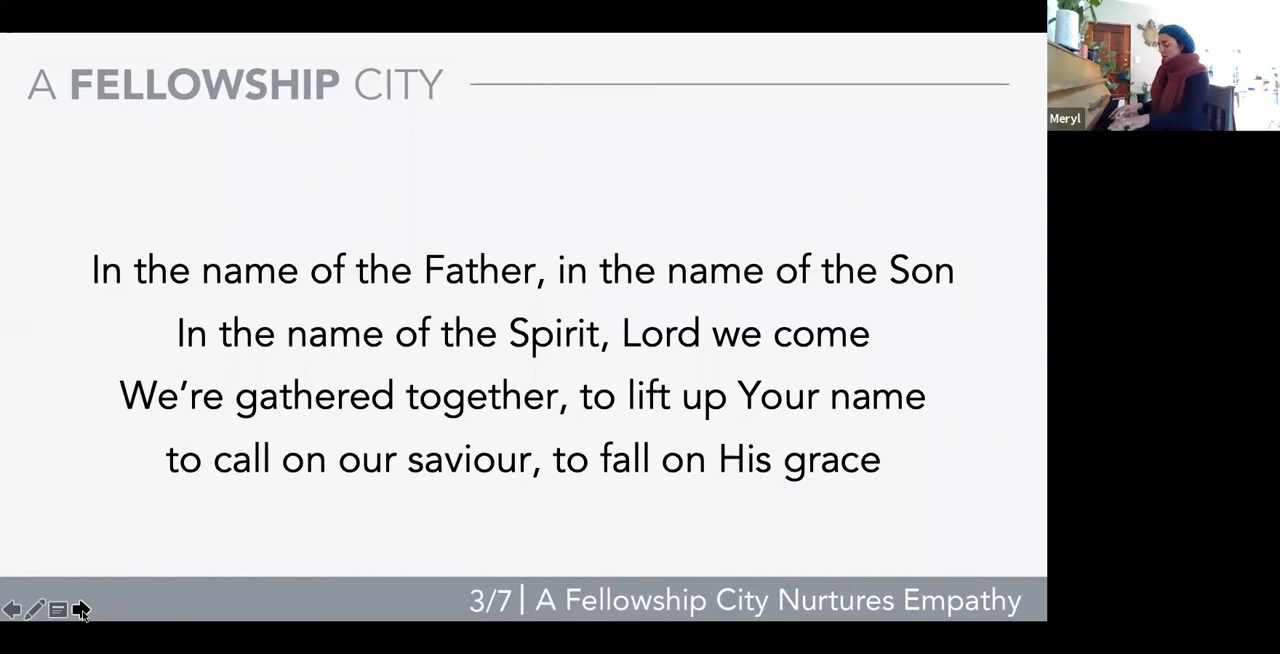 A FELLOWSHIP CITY
Meryl
In the name of the Father, in the name of the Son
In the name of the Spirit, Lord we come
We’re gathered together, to lift up Your name
to call on our saviour, to fall on His grace
3/7 | A Fellowship City Nurtures Empathy